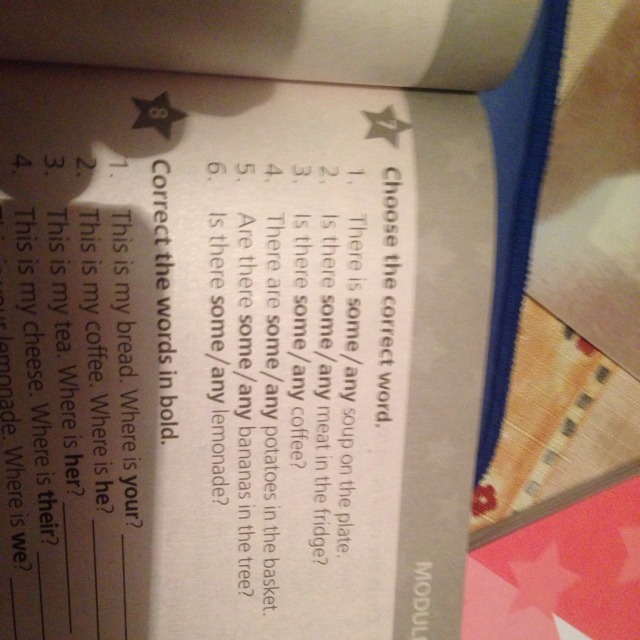 MODUL
7 Choose the correct word.
1. There is some/any soup on the plate.
2. Is there some/any meat in the fridge?
3. Is there some/any coffee?
4. There are some/any potatoes in the basket.
5. Are there some/any bananas in the tree?
6. Is there some/any lemonade?
8 Correct the words in bold.
1. This is my bread. Where is your?
2. This is my coffee. Where is he?
3. This is my tea. Where is her?
4. This is my cheese. Where is their?
lemonade. Where is we?